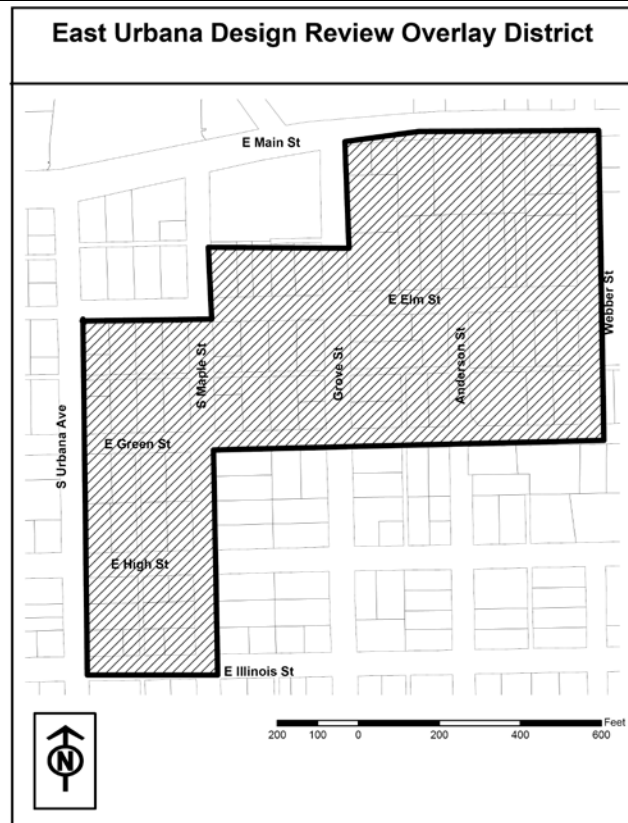 East Urbana Design Review Overlay District
E Main St
E Elm St
Webber St
S Maple St
Grove St
Anderson St
S Urbana Ave
E Green St
E High St
E Illinois St
N
Feet
200 100 0 200 400 600